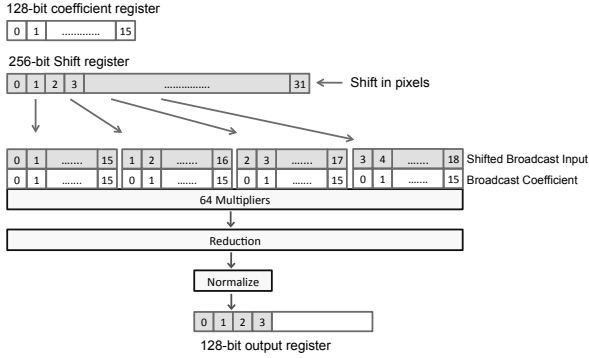 128-bit coefficient register
0 1 ............. 15
256-bit Shift register
0 1 2 3 ................ 31 Shift in pixels
0 1 ....... 15 1 2 ....... 16 2 3 ....... 17 3 4 ....... 18 Shifted Broadcast Input
0 1 ....... 15 0 1 ....... 15 0 1 ....... 15 0 1 ....... 15 Broadcast Coefficient
64 Multipliers
Reduction
Normalize
0 1 2 3
128-bit output register